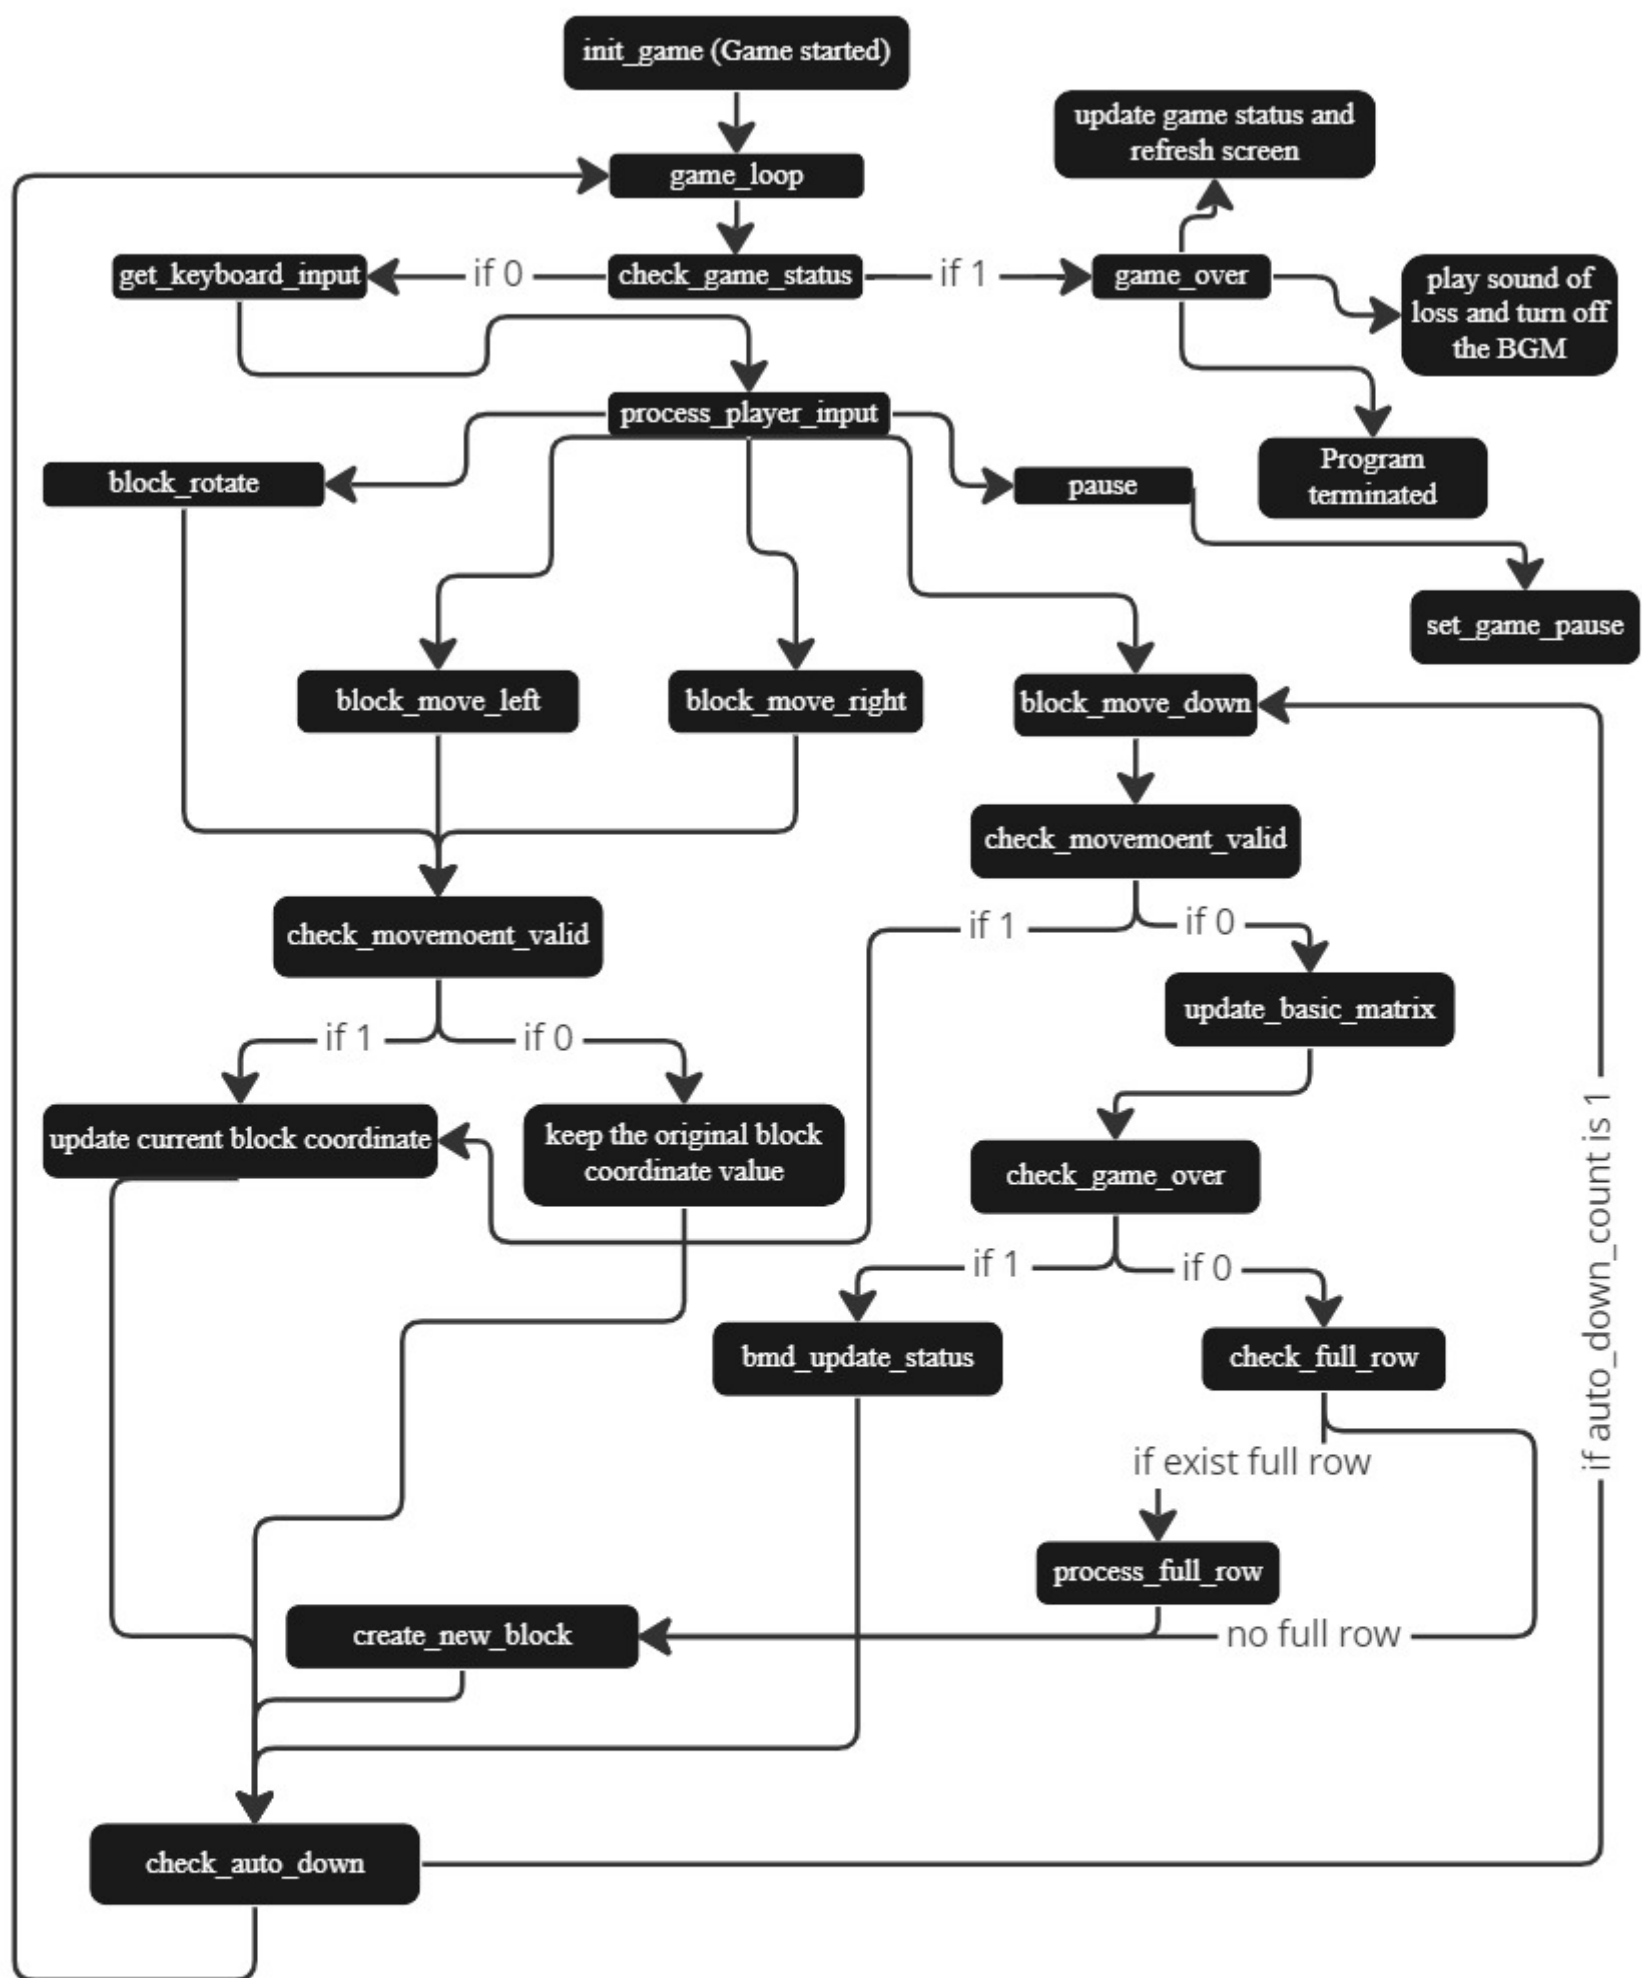 init_game (Game started)
update game status and
refresh screen
game_loop
get_keyboard_input
if 0
check_game_status
if 1
game_over
play sound of
loss and turn off
the BGM
process_player_input
block_rotate
pause
Program
terminated
set_game_pause
block_move_left
block_move_right
block_move_down
check_movemoent_valid
check_movemoent_valid
if 1
if 0
update_basic_matrix
if 1
if 0
update current block coordinate
keep the original block
coordinate value
check_game_over
if auto_down_count is 1
if 1
if 0
bmd_update_status
check_full_row
if exist full row
process_full_row
create_new_block
no full row
check_auto_down